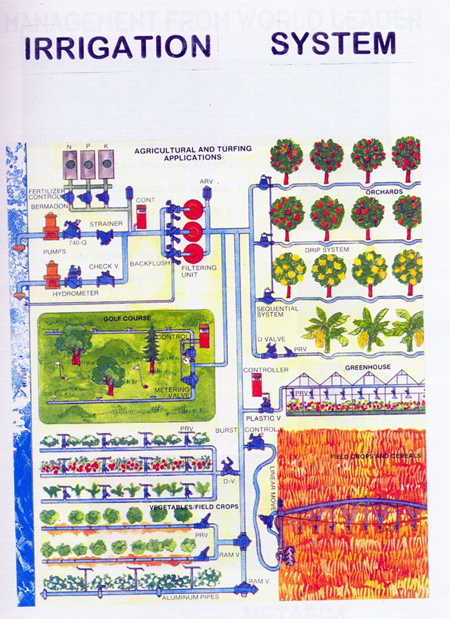 MANAGEMENT FROM WORLD LEADER
IRRIGATION SYSTEM
N P K
AGRICULTURAL AND TURFING
APPLICATIONS
FERTILIZER
CONTROL
BERMADON
CONT
ARV
ORCHARDS
STRAINER
740-Q
PUMPS
CHECK V.
BACKFLUSH
FILTERING
UNIT
DRIP SYSTEM
HYDROMETER
SEQUENTIAL
SYSTEM
GOLF COURSE
CONTROL
D VALVE
PRV
CONTROLLER
GREENHOUSE
METERING
VALVE
PRV
PLASTIC V
PRV
BURST
CONTROL
FIELD CROPS AND CEREALS
D-V.
LINEAR MOVE
VEGETABLES/FIELD CROPS
PRV
RAM V.
RAM V.
ALUMINUM PIPES
NETAFIM